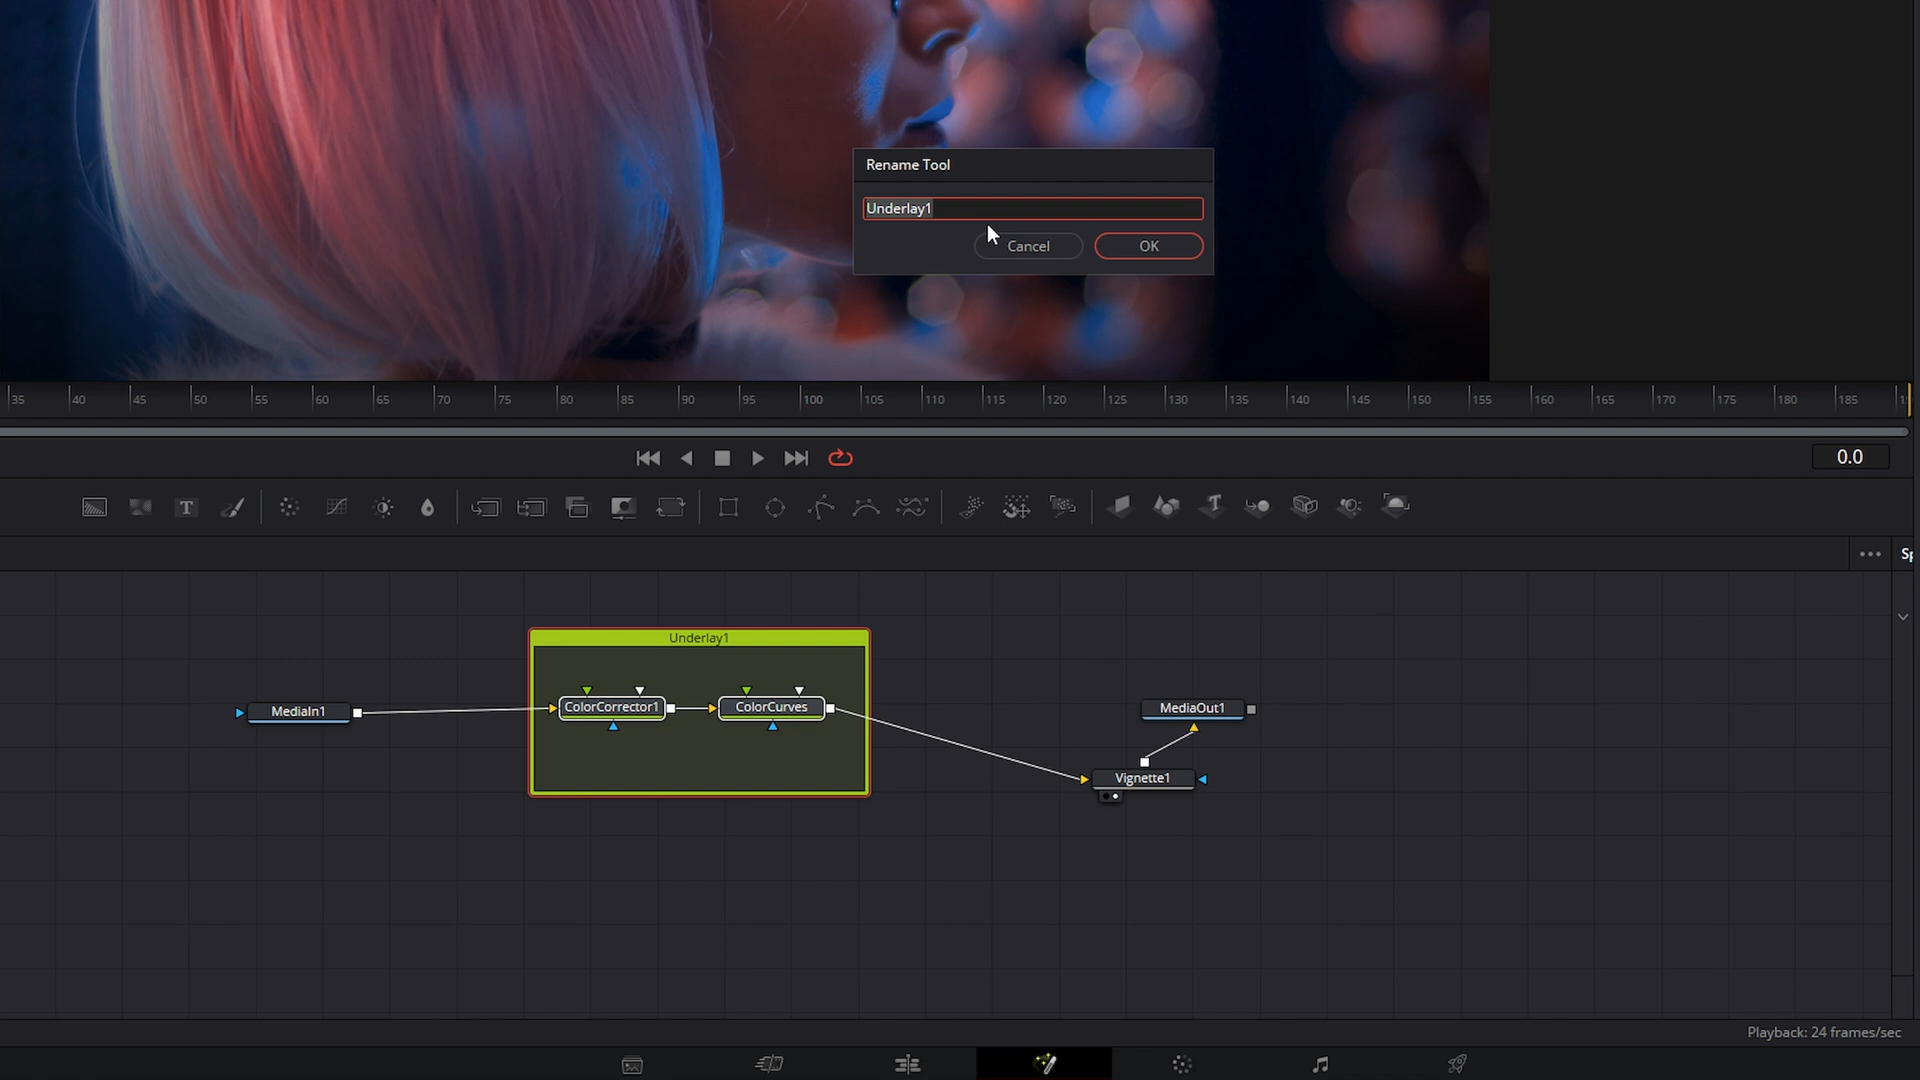 Rename Tool
Underlay1
Cancel
OK
35 40 45 50 55 60 65 70 75 80 85 90 95 100 105 110 115 120 125 130 135 140 145 150 155 160 165 170 175 180 185
0.0
T
T
Sp
Underlay1
MediaIn1
ColorCorrector1
ColorCurves
MediaOut1
Vignette1
Playback: 24 frames/sec